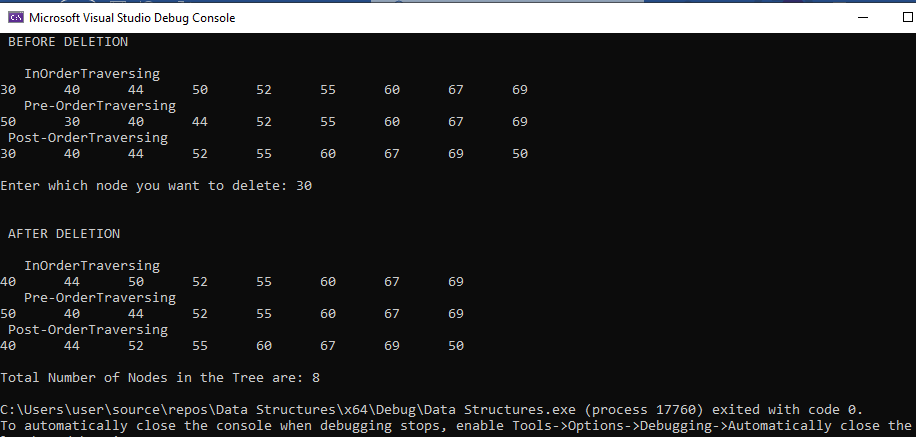 Microsoft Visual Studio Debug Console
BEFORE DELETION
InOrderTraversing
30 40 44 50 52 55 60 67 69
Pre-OrderTraversing
50 30 40 44 52 55 60 67 69
Post-OrderTraversing
30 40 44 52 55 60 67 69 50
Enter which node you want to delete: 30
AFTER DELETION
InOrderTraversing
40 44 50 52 55 60 67 69
Pre-OrderTraversing
50 40 44 52 55 60 67 69
Post-OrderTraversing
40 44 52 55 60 67 69 50
Total Number of Nodes in the Tree are: 8
C:\Users\user\source\repos\Data Structures\x64\Debug\Data Structures.exe (process 17760) exited with code 0.
To automatically close the console when debugging stops, enable Tools->Options->Debugging->Automatically close the